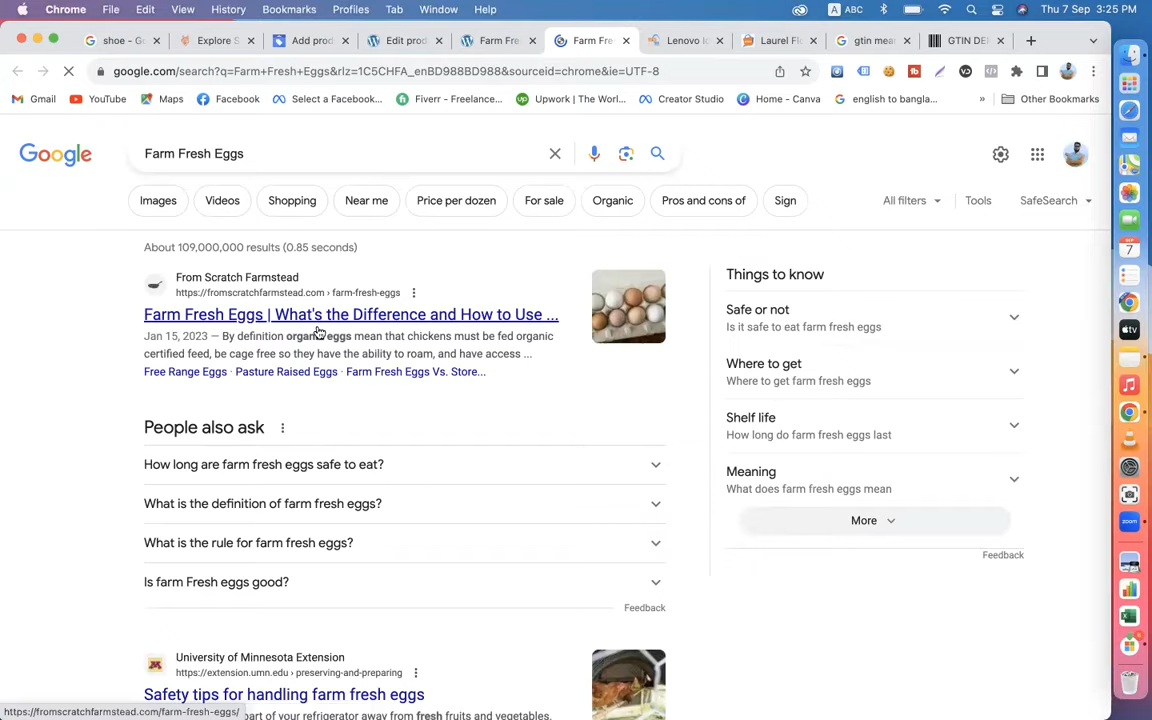 Chrome File Edit View History Bookmarks Profiles Tab Window Help A ABC Thu 7 Sep 3:25 PM
shoe - Go Explore S Add prod Edit prod Farm Fre Farm Fre Lenovo Id Laurel Flo gtin mea GTIN DE
google.com/search?q=Farm+Fresh+Eggs&rlz=1C5CHFA_enBD988BD988&sourceid=chrome&ie=UTF-8
Gmail YouTube Maps Facebook Select a Facebook... Fiverr - Freelance... Upwork | The Worl... Creator Studio Home - Canva english to bangla... » Other Bookmarks
Google Farm Fresh Eggs
Images Videos Shopping Near me Price per dozen For sale Organic Pros and cons of Sign All filters Tools SafeSearch
About 109,000,000 results (0.85 seconds)
From Scratch Farmstead
https://fromscratchfarmstead.com › farm-fresh-eggs
Farm Fresh Eggs | What's the Difference and How to Use ...
Jan 15, 2023 — By definition organic eggs mean that chickens must be fed organic
certified feed, be cage free so they have the ability to roam, and have access ...
Free Range Eggs · Pasture Raised Eggs · Farm Fresh Eggs Vs. Store...
People also ask
How long are farm fresh eggs safe to eat?
What is the definition of farm fresh eggs?
What is the rule for farm fresh eggs?
Is farm Fresh eggs good?
Feedback
University of Minnesota Extension
https://extension.umn.edu › preserving-and-preparing
Safety tips for handling farm fresh eggs
part of your refrigerator away from fresh fruits and vegetables.
https://fromscratchfarmstead.com/farm-fresh-eggs/
Things to know
Safe or not
Is it safe to eat farm fresh eggs
Where to get
Where to get farm fresh eggs
Shelf life
How long do farm fresh eggs last
Meaning
What does farm fresh eggs mean
More
Feedback
SEP
7
tv
zoom